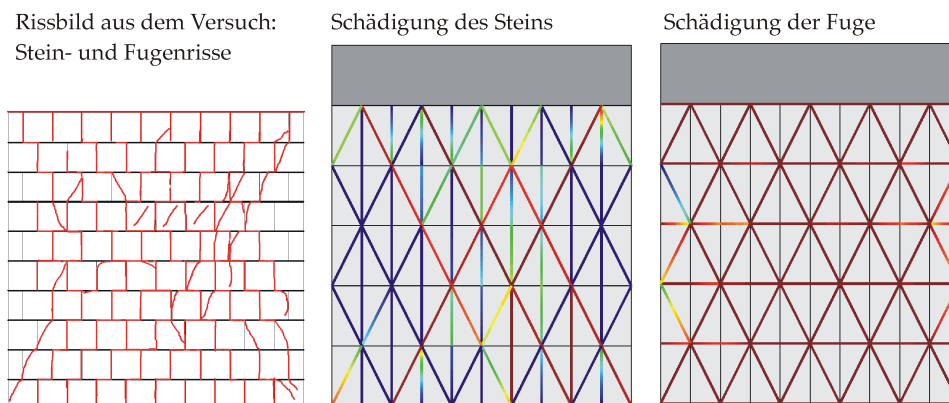 Rissbild aus dem Versuch:
Stein- und Fugenrisse
Schädigung des Steins
Schädigung der Fuge